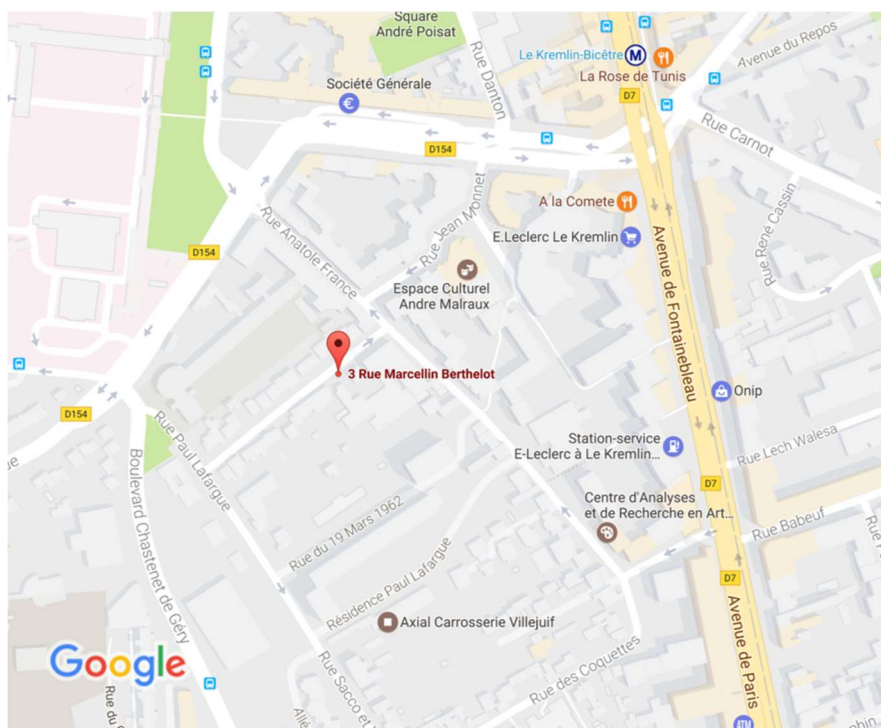 Square
André Poisat
Rue Danton
Le Kremlin-Bicêtre
M
La Rose de Tunis
Avenue du Repos
Société Générale
€
D7
D154
Rue Carnot
Rue Jean Monnet
A la Comete
E.Leclerc Le Kremlin
Rue René Cassin
Rue Anatole France
D154
Espace Culturel
Andre Malraux
Avenue de Fontainebleau
3 Rue Marcellin Berthelot
Onip
D154
Rue Paul Lafargue
Station-service
E-Leclerc à Le Kremlin...
Rue Lech Walesa
Boulevard Chastenet de Géry
D7
Centre d'Analyses
et de Recherche en Art...
Rue du 19 Mars 1962
Rue Babeuf
Résidence Paul Lafargue
D7
Axial Carrosserie Villejuif
Avenue de Paris
Google
Rue des Coquettes
Rue Sacco et
Rue du
ATM